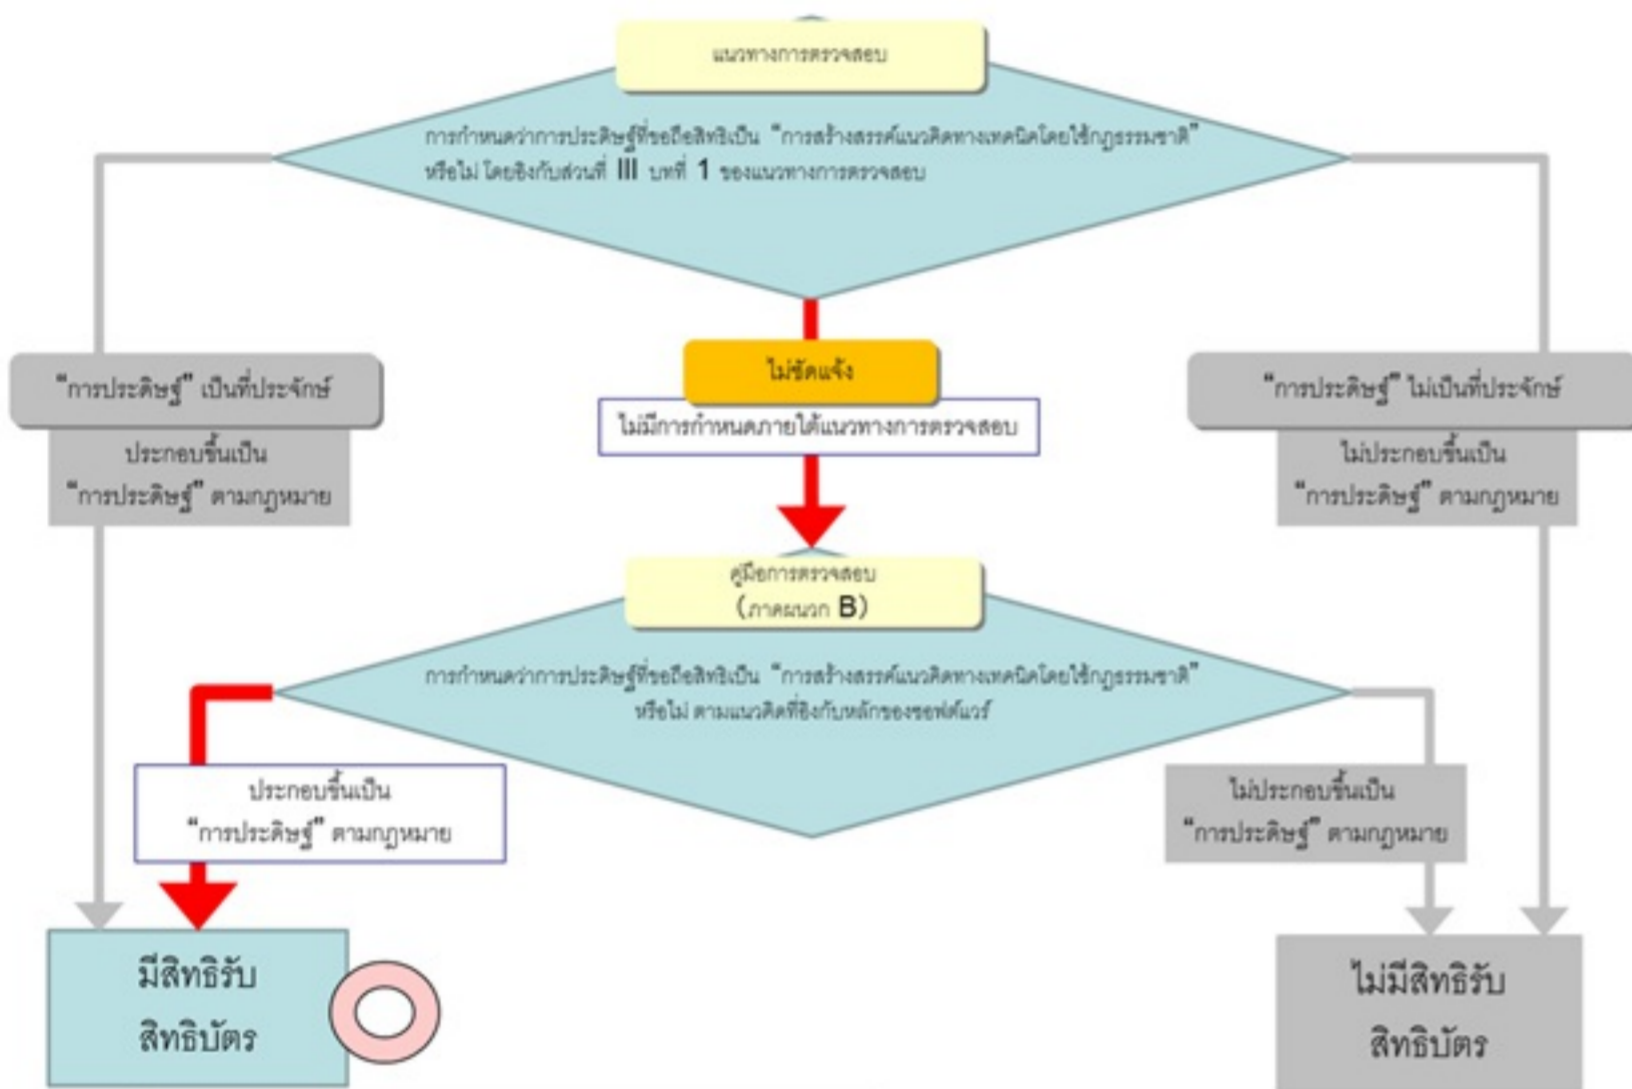 แนวทางการตรวจสอบ
การกำหนดว่าการประดิษฐ์ที่ขอถือสิทธิเป็น “การสร้างสรรค์แนวคิดทางเทคนิคโดยใช้กฎธรรมชาติ”
หรือไม่ โดยอิงกับส่วนที่ III บทที่ 1 ของแนวทางการตรวจสอบ
“การประดิษฐ์” เป็นที่ประจักษ์
ประกอบขึ้นเป็น
“การประดิษฐ์” ตามกฎหมาย
ไม่ชัดแจ้ง
ไม่มีการกำหนดภายใต้แนวทางการตรวจสอบ
“การประดิษฐ์” ไม่เป็นที่ประจักษ์
ไม่ประกอบขึ้นเป็น
“การประดิษฐ์” ตามกฎหมาย
คู่มือการตรวจสอบ
(ภาคผนวก B)
การกำหนดว่าการประดิษฐ์ที่ขอถือสิทธิเป็น “การสร้างสรรค์แนวคิดทางเทคนิคโดยใช้กฎธรรมชาติ”
หรือไม่ ตามแนวคิดที่อิงกับหลักของซอฟต์แวร์
ประกอบขึ้นเป็น
“การประดิษฐ์” ตามกฎหมาย
ไม่ประกอบขึ้นเป็น
“การประดิษฐ์” ตามกฎหมาย
มีสิทธิรับ
สิทธิบัตร
ไม่มีสิทธิรับ
สิทธิบัตร